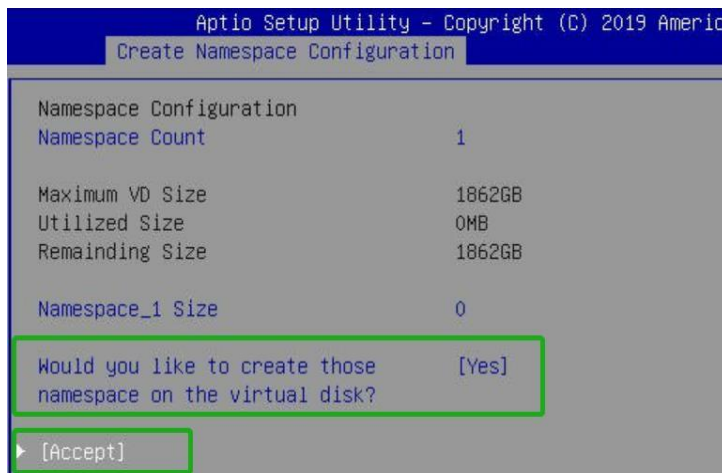 Aptio Setup Utility – Copyright (C) 2019
Create Namespace Configuration
Namespace Configuration
Namespace Count 1
Maximum VD Size 1862GB
Utilized Size 0MB
Remainding Size 1862GB
Namespace_1 Size 0
Would you like to create those [Yes]
namespace on the virtual disk?
[Accept]